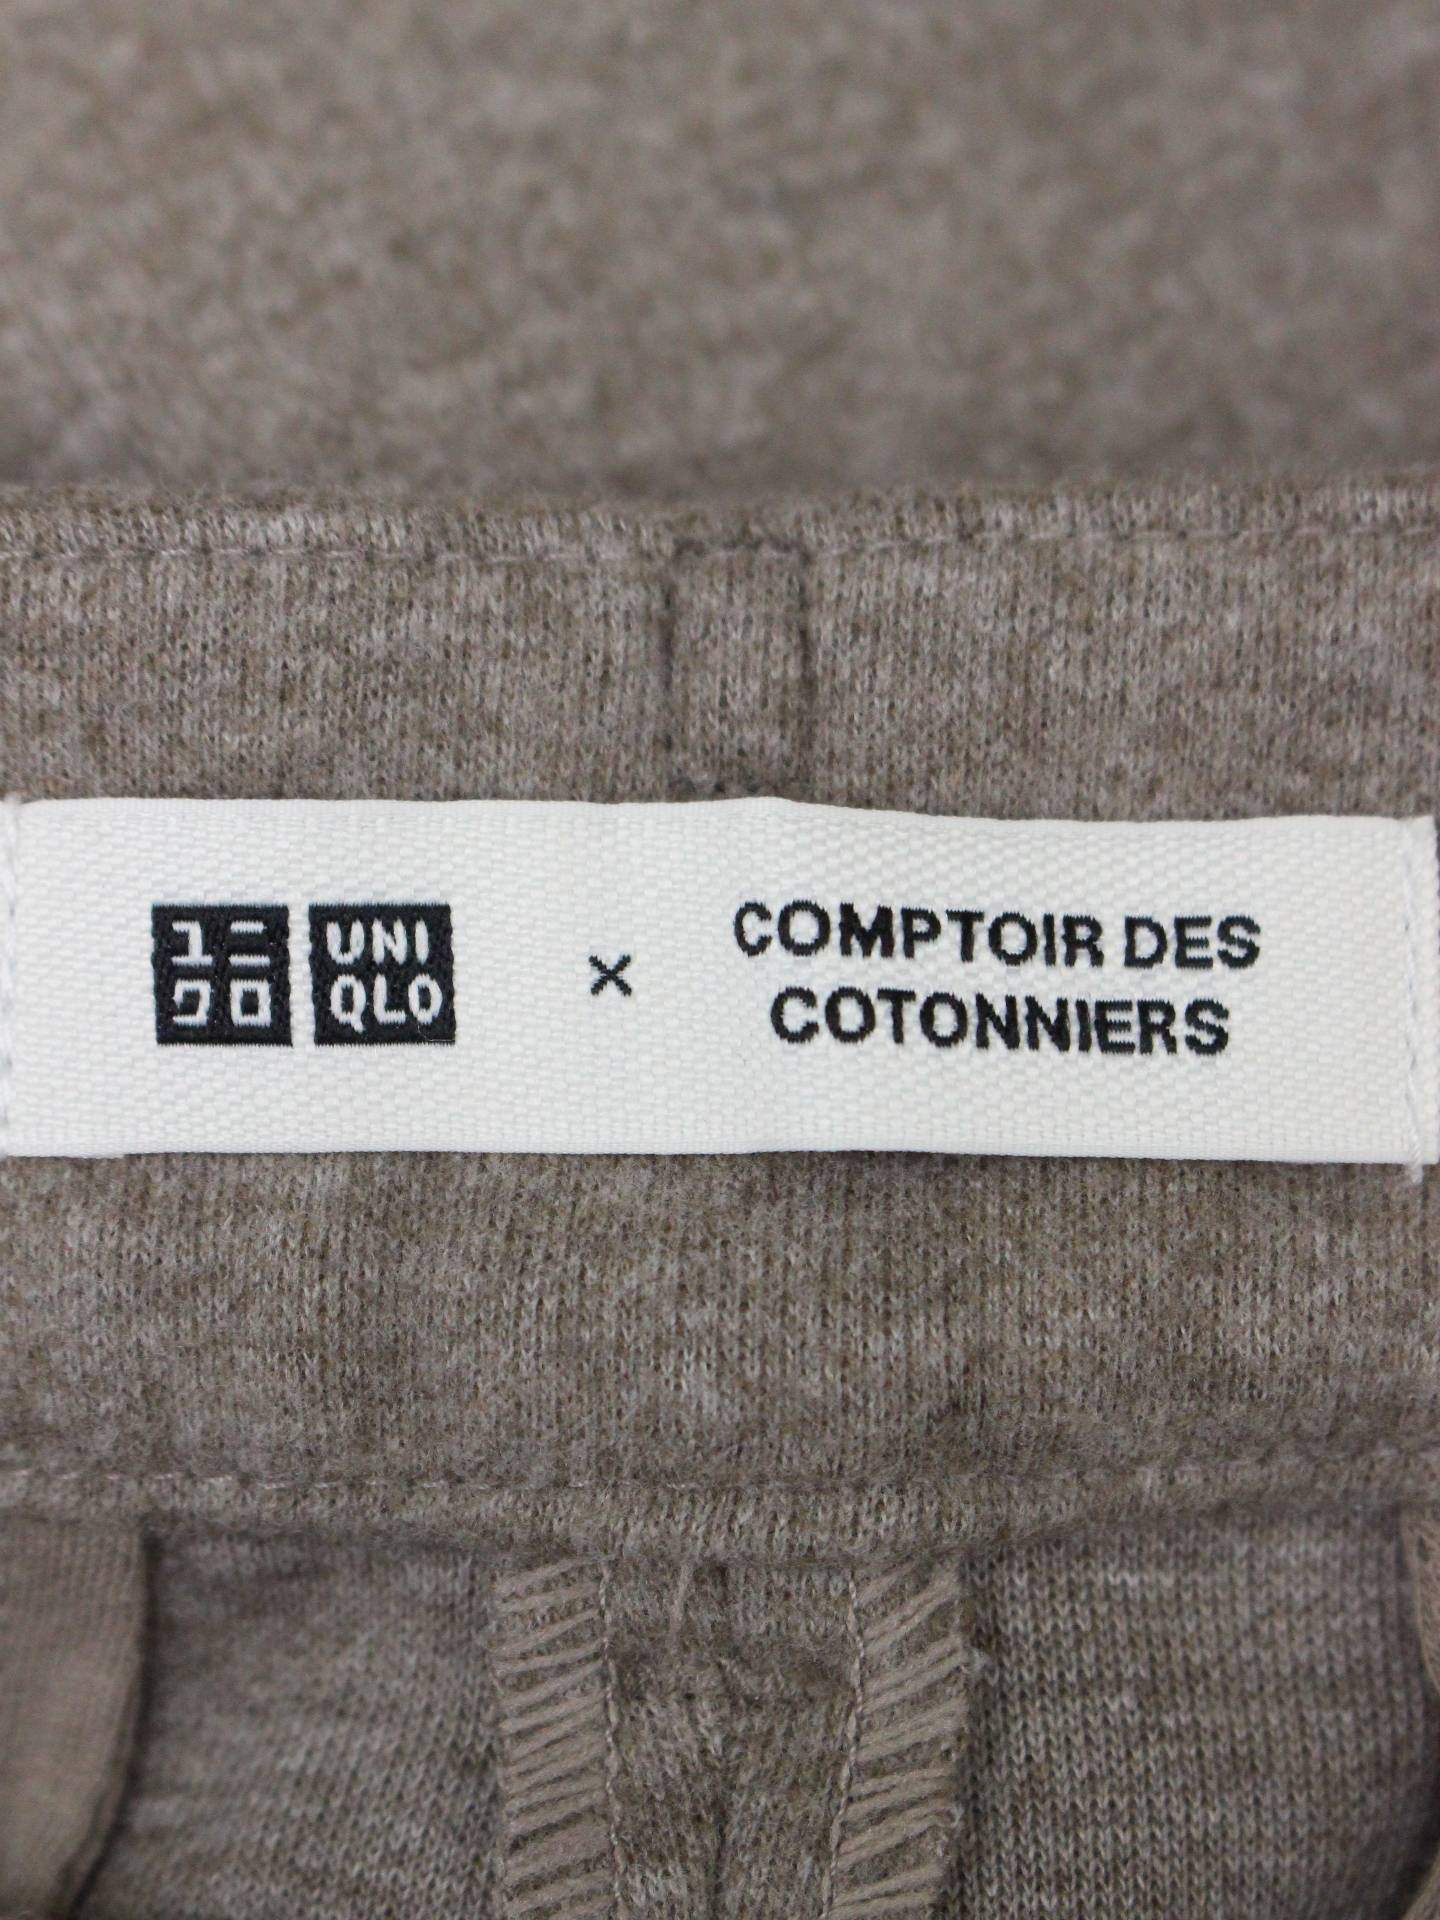 ユニ
クロ
UNI
QLO
×
COMPTOIR DES
COTONNIERS